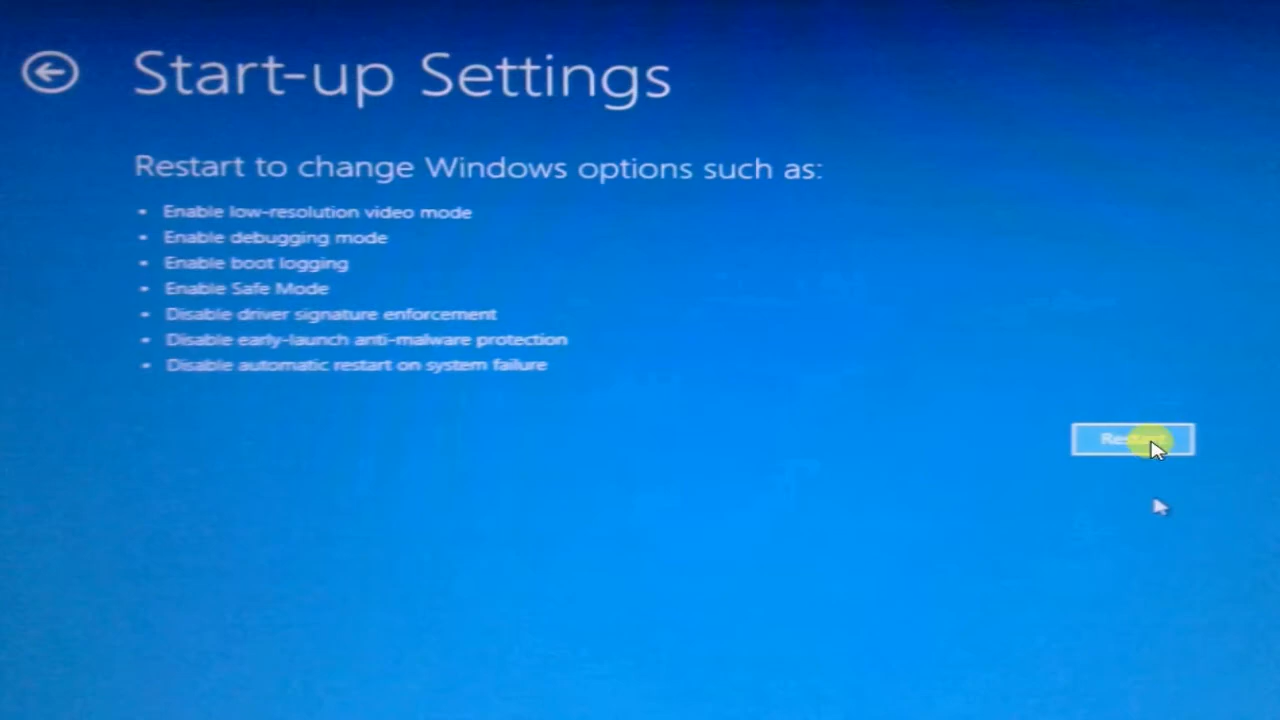 Start-up Settings
Restart to change Windows options such as:
• Enable low-resolution video mode
• Enable debugging mode
• Enable boot logging
• Enable Safe Mode
• Disable driver signature enforcement
• Disable early-launch anti-malware protection
• Disable automatic restart on system failure
Restart